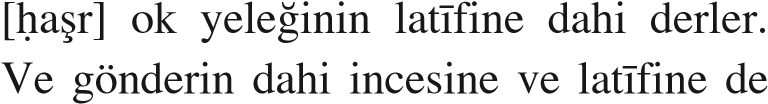 [ḥaşr] ok yeleğinin latīfine dahi derler.
Ve gönderin dahi incesine ve latīfine de